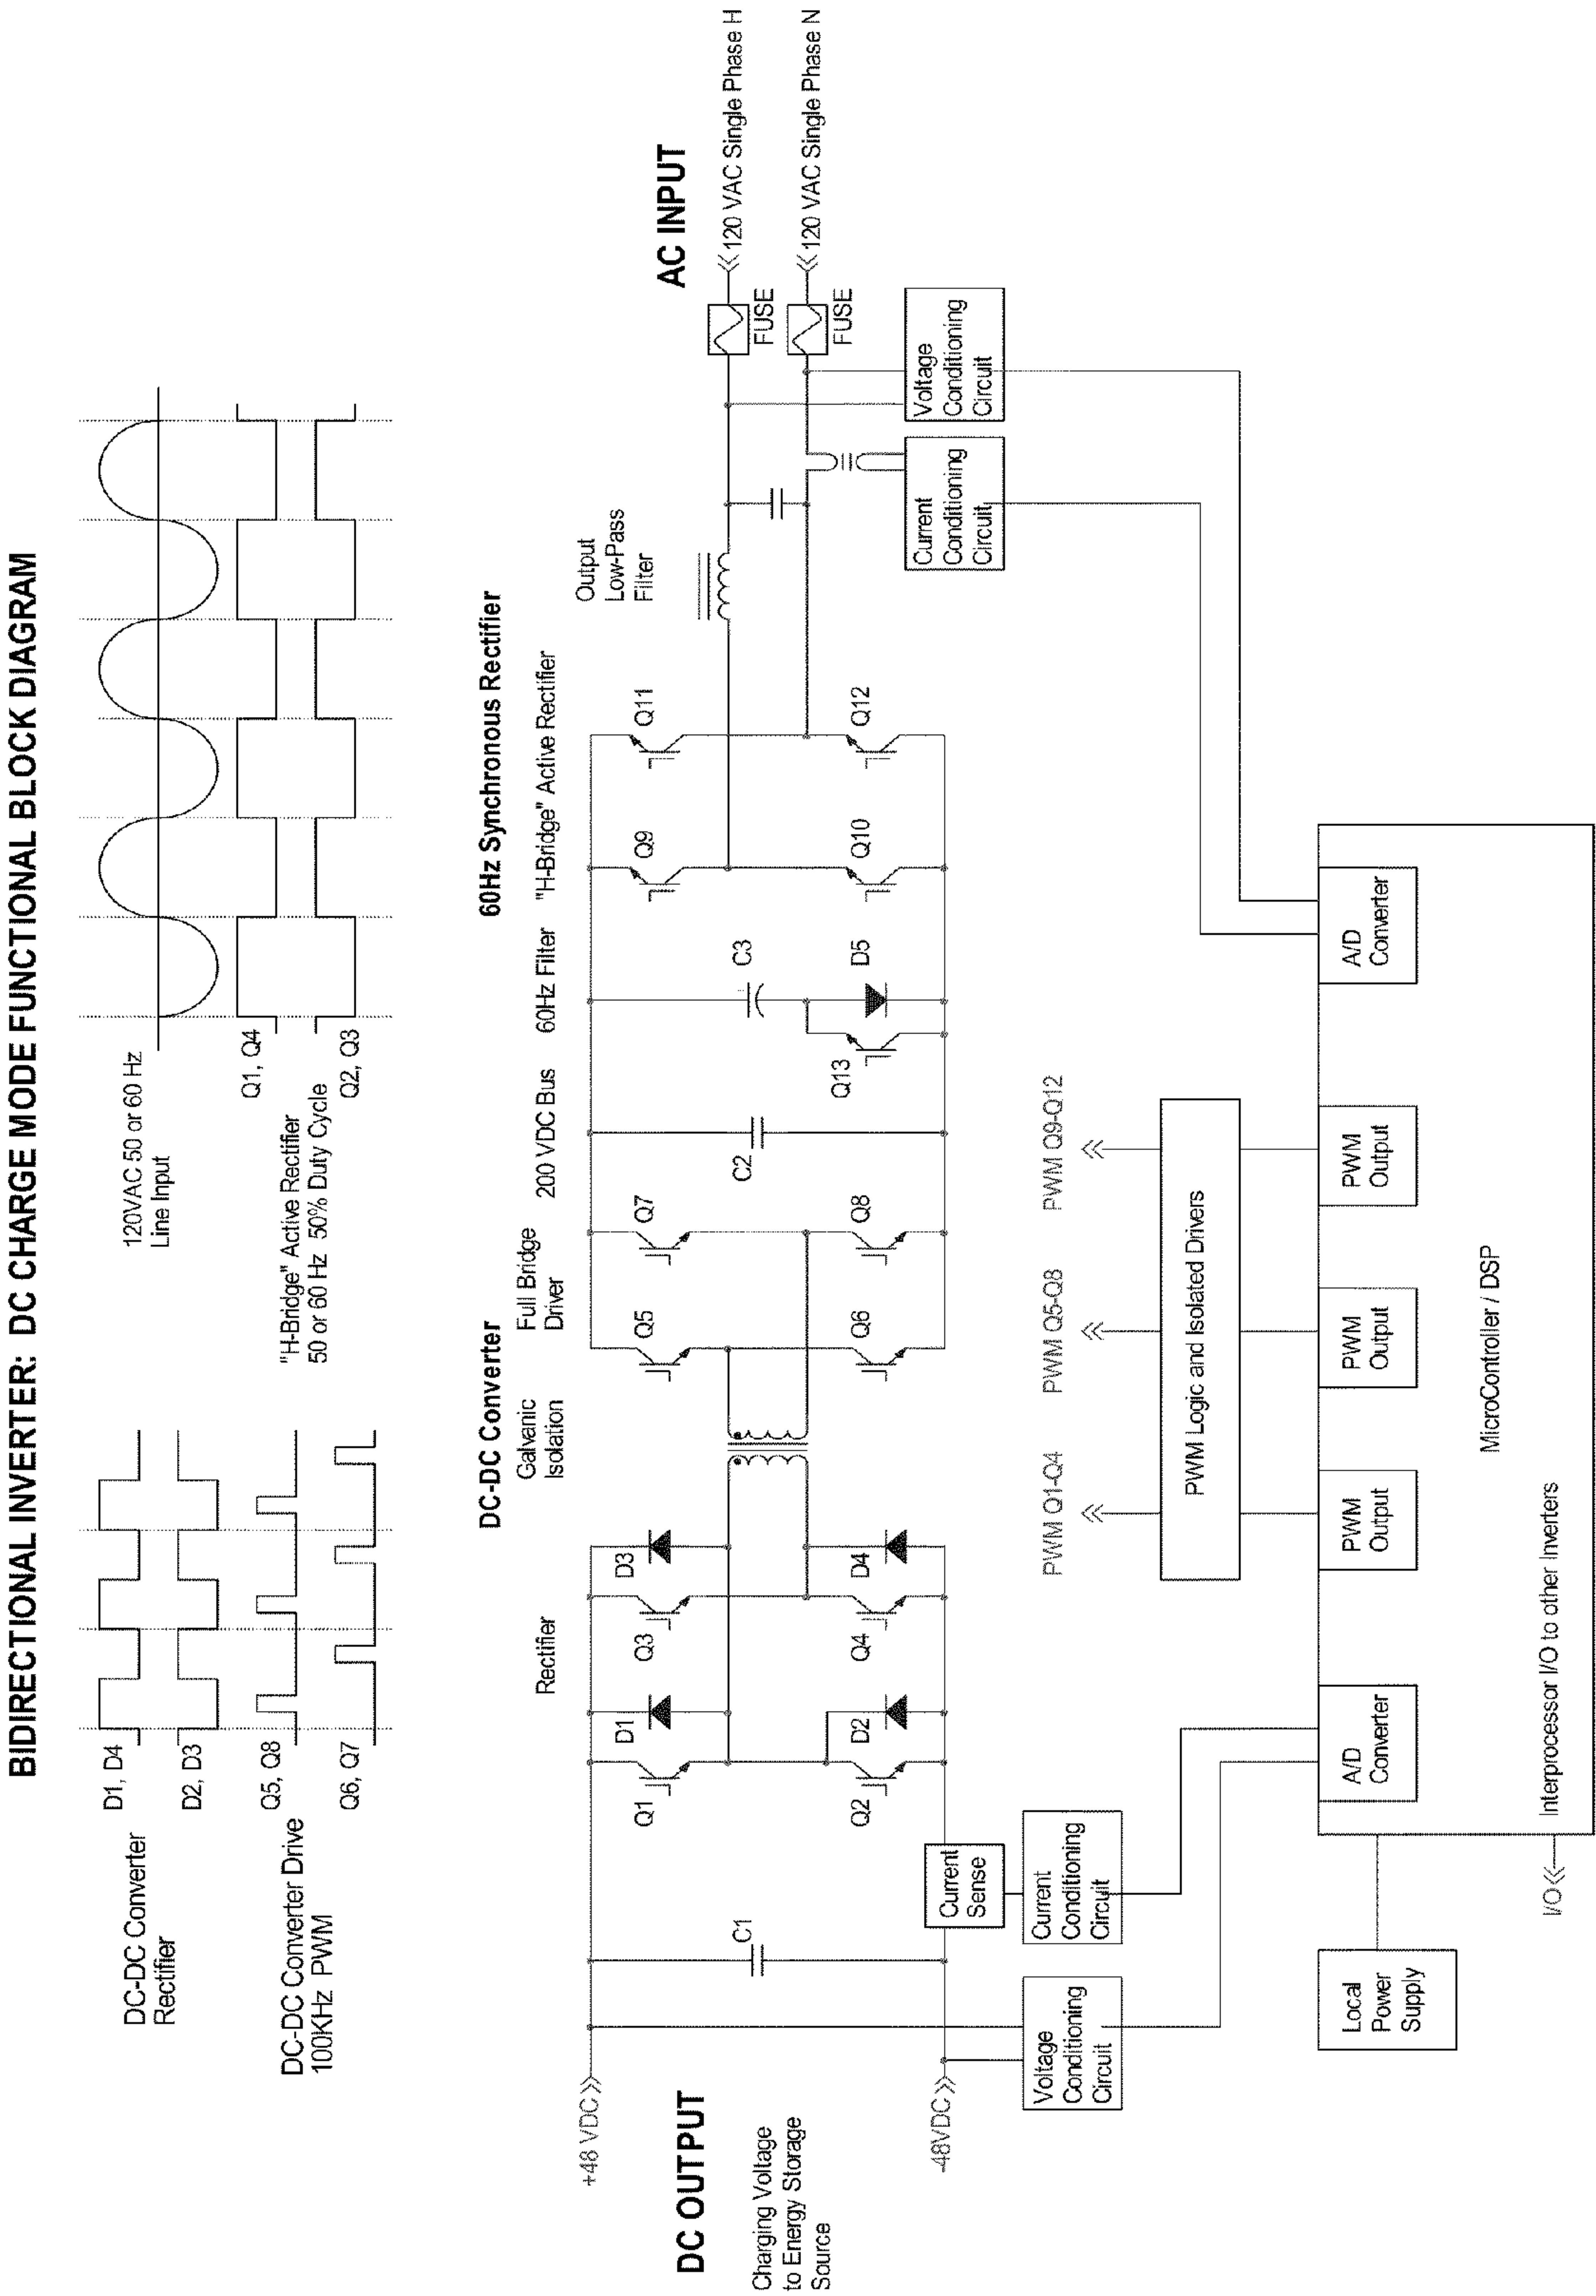 BIDIRECTIONAL INVERTER: DC CHARGE MODE FUNCTIONAL BLOCK DIAGRAM
DC-DC Converter
Rectifier
D1, D4
D2, D3
DC-DC Converter Drive
100KHz PWM
Q5, Q8
Q6, Q7
120VAC 50 or 60 Hz
Line Input
"H-Bridge" Active Rectifier
50 or 60 Hz 50% Duty Cycle
Q1, Q4
Q2, Q3
DC-DC Converter
60Hz Synchronous Rectifier
Rectifier
Galvanic
Isolation
Full Bridge
Driver
200 VDC Bus
60Hz Filter
"H-Bridge" Active Rectifier
Output
Low-Pass
Filter
AC INPUT
+48 VDC
DC OUTPUT
Charging Voltage
to Energy Storage
Source
-48VDC
C1
Q1
D1
Q2
D2
Q3
D3
Q4
D4
Q5
Q6
Q7
Q8
C2
Q13
C3
D5
Q9
Q10
Q11
Q12
FUSE
FUSE
120 VAC Single Phase H
120 VAC Single Phase N
Current
Sense
Voltage
Conditioning
Circuit
Current
Conditioning
Circuit
Current
Conditioning
Circuit
Voltage
Conditioning
Circuit
PWM Q1-Q4
PWM Q5-Q8
PWM Q9-Q12
PWM Logic and Isolated Drivers
Local
Power
Supply
A/D
Converter
PWM
Output
PWM
Output
PWM
Output
A/D
Converter
MicroController / DSP
I/O
Interprocessor I/O to other Inverters